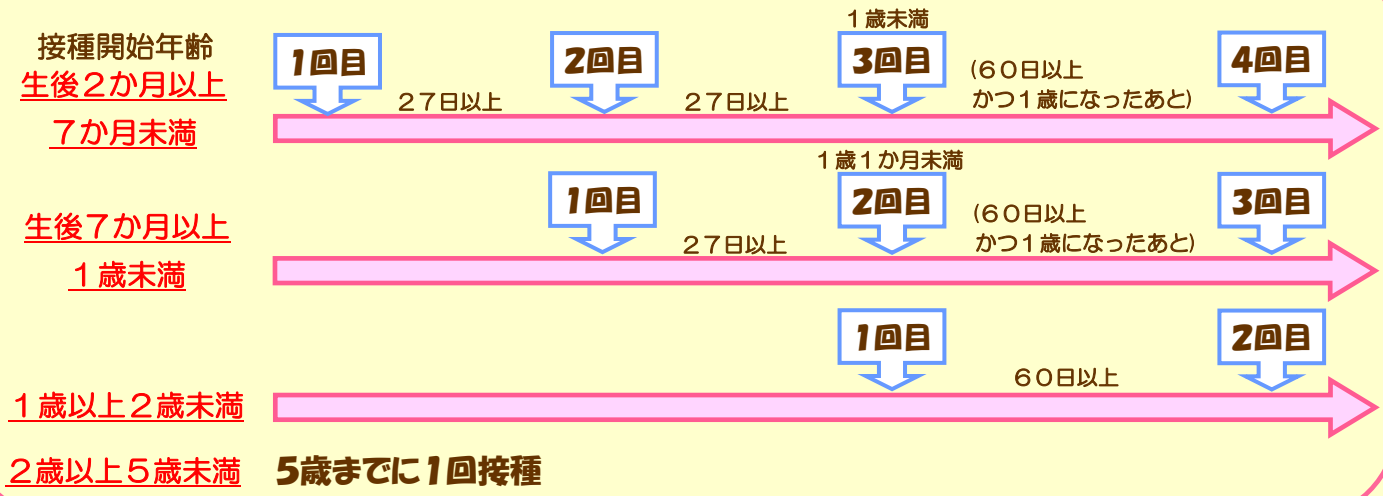 接種開始年齢
生後２か月以上
７か月未満
1回目
２７日以上
2回目
２７日以上
１歳未満
3回目
(６０日以上
かつ１歳になったあと)
4回目
生後７か月以上
１歳未満
1回目
２７日以上
１歳１か月未満
2回目
(６０日以上
かつ１歳になったあと)
3回目
１歳以上２歳未満
1回目
６０日以上
2回目
２歳以上５歳未満
5歳までに1回接種